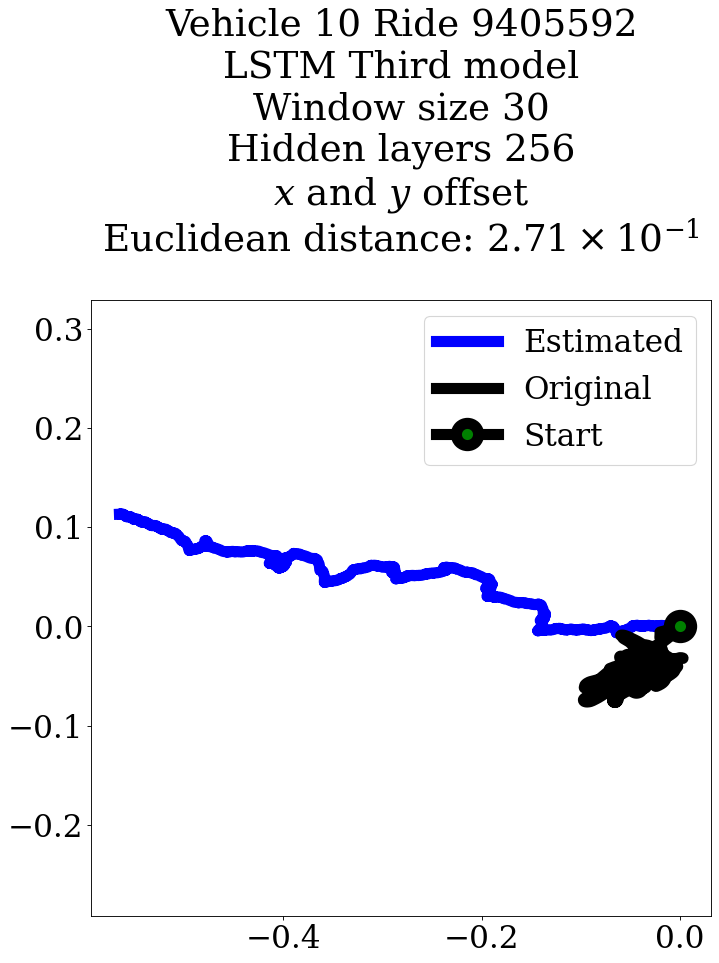 Vehicle 10 Ride 9405592
LSTM Third model
Window size 30
Hidden layers 256
x and y offset
Euclidean distance: 2.71 × 10⁻¹
Estimated
Original
Start
0.3
0.2
0.1
0.0
−0.1
−0.2
−0.4
−0.2
0.0